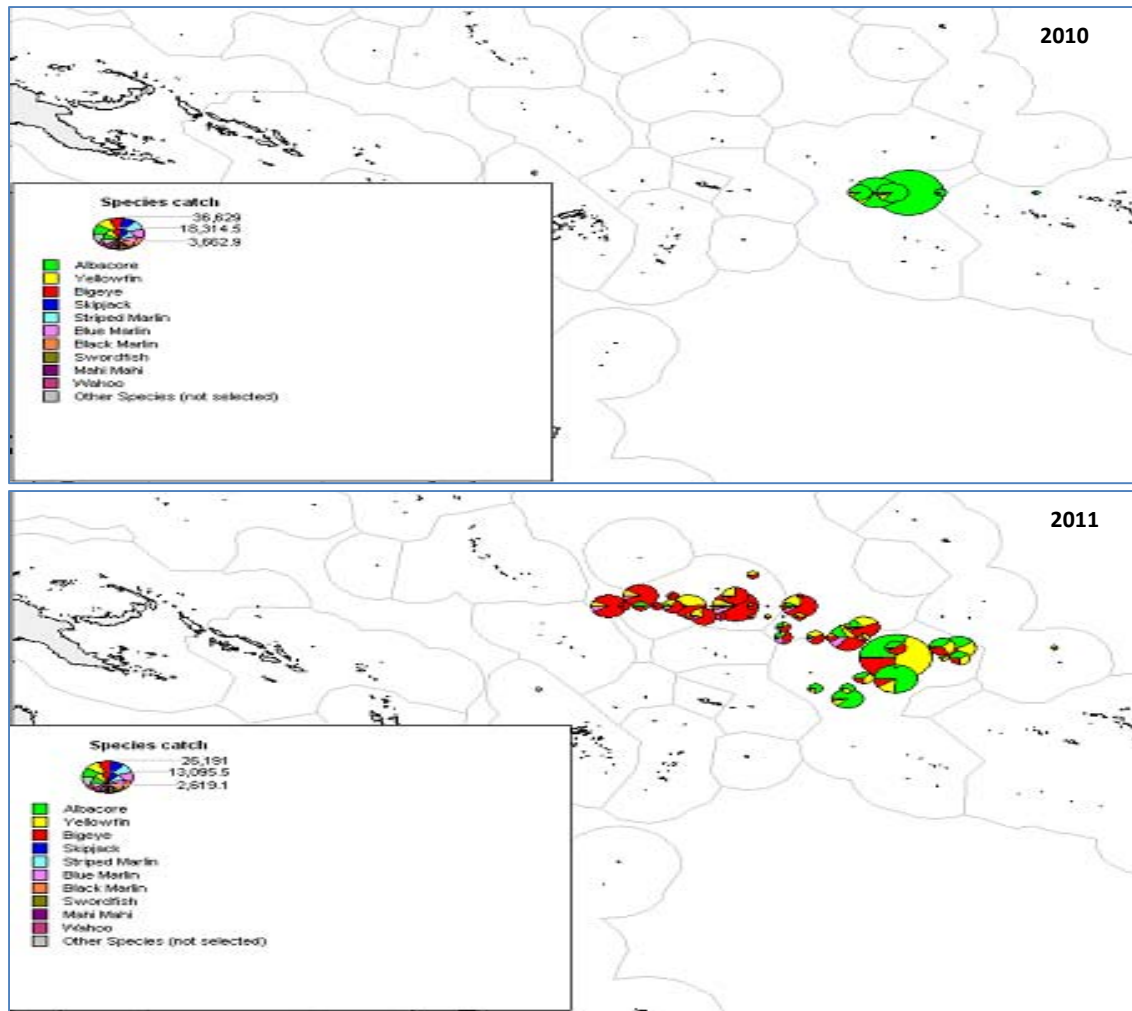 2010
Species catch
36,629
18,314.5
3,662.9
Albacore
Yellowfin
Bigeye
Skipjack
Striped Marlin
Blue Marlin
Black Marlin
Swordfish
Mahi Mahi
Wahoo
Other Species (not selected)
2011
Species catch
26,191
13,095.5
2,619.1
Albacore
Yellowfin
Bigeye
Skipjack
Striped Marlin
Blue Marlin
Black Marlin
Swordfish
Mahi Mahi
Wahoo
Other Species (not selected)